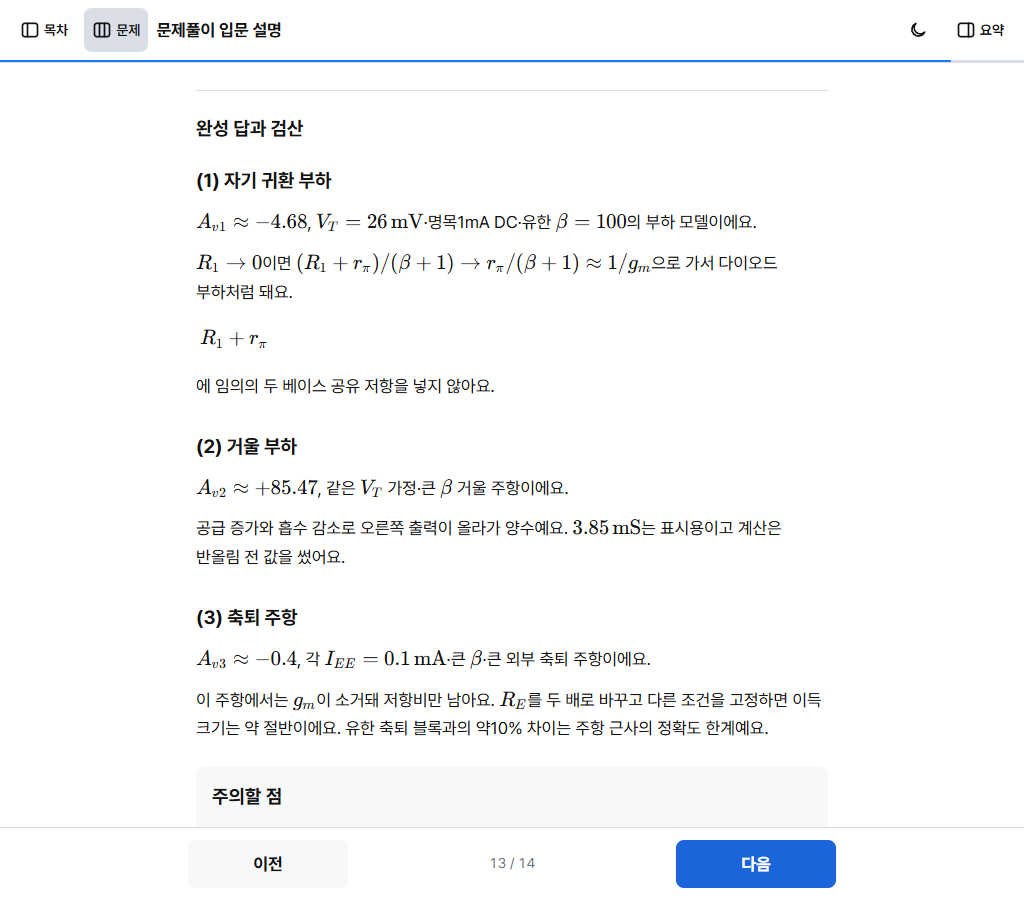 목차 문제 문제풀이 입문 설명 요약
완성 답과 검산
(1) 자기 귀환 부하
A_{v1} ≈ −4.68, V_T = 26 mV·명목1mA DC·유한 β = 100의 부하 모델이에요.
R_1 → 0이면 (R_1 + r_π)/(β + 1) → r_π/(β + 1) ≈ 1/g_m으로 가서 다이오드
부하처럼 돼요.
R_1 + r_π
에 임의의 두 베이스 공유 저항을 넣지 않아요.
(2) 거울 부하
A_{v2} ≈ +85.47, 같은 V_T 가정·큰 β 거울 주항이에요.
공급 증가와 흡수 감소로 오른쪽 출력이 올라가 양수예요. 3.85 mS는 표시용이고 계산은
반올림 전 값을 썼어요.
(3) 축퇴 주항
A_{v3} ≈ −0.4, 각 I_{EE} = 0.1 mA·큰 β·큰 외부 축퇴 주항이에요.
이 주항에서는 g_m이 소거돼 저항비만 남아요. R_E를 두 배로 바꾸고 다른 조건을 고정하면 이득
크기는 약 절반이에요. 유한 축퇴 블록과의 약10% 차이는 주항 근사의 정확도 한계예요.
주의할 점
이전 13 / 14 다음